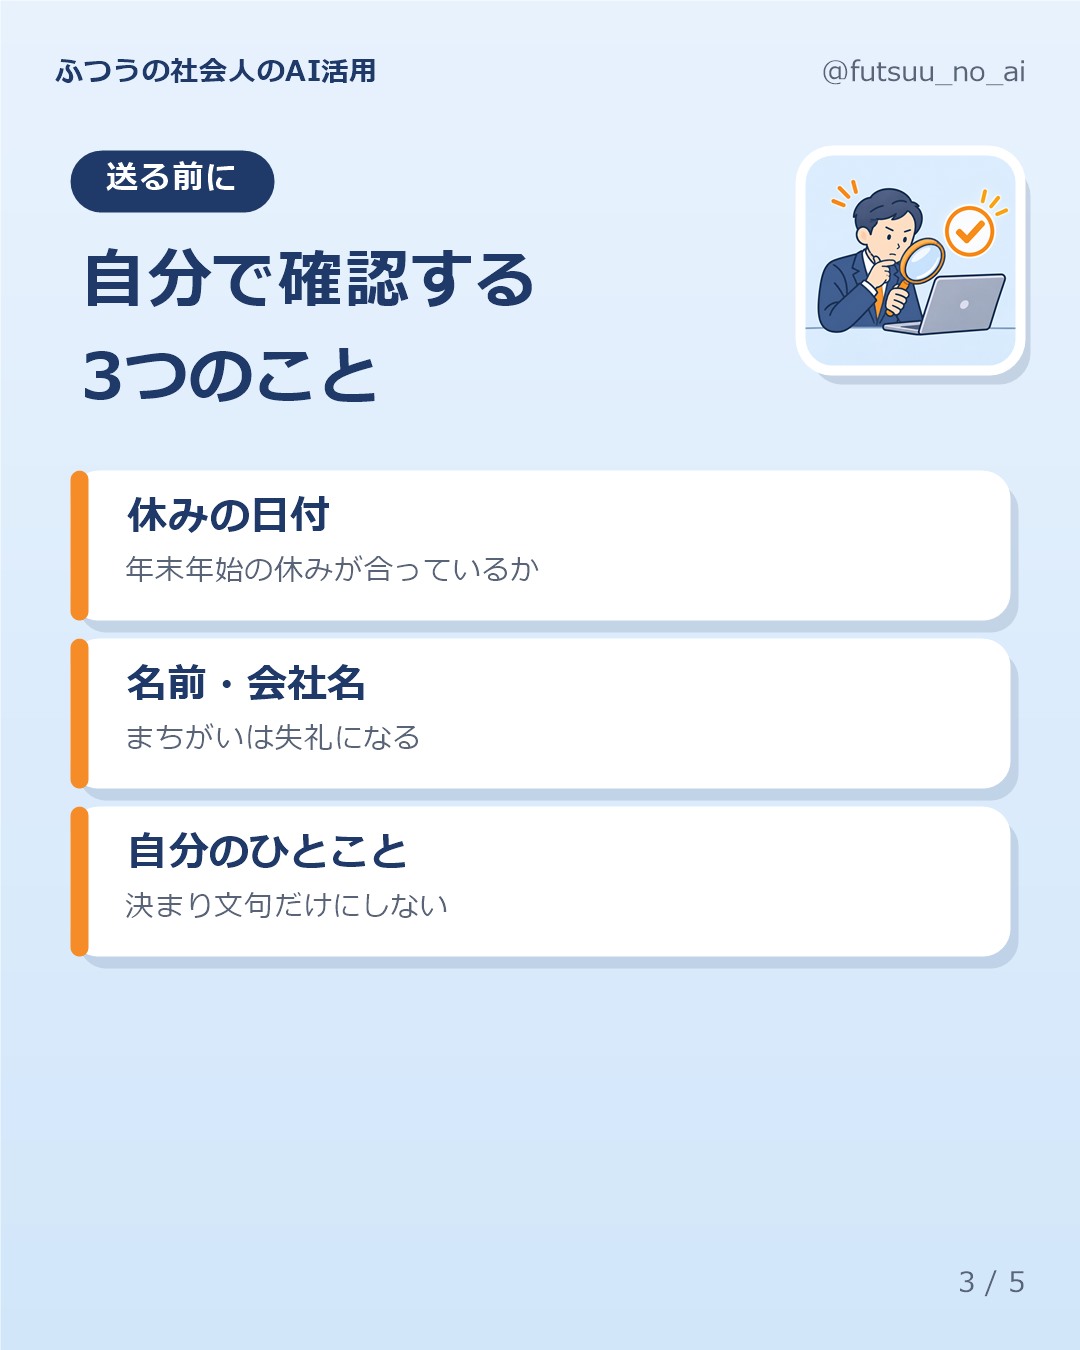 ふつうの社会人のAI活用
@futsuu_no_ai
送る前に
自分で確認する
3つのこと
休みの日付
年末年始の休みが合っているか
名前・会社名
まちがいは失礼になる
自分のひとこと
決まり文句だけにしない
3 / 5